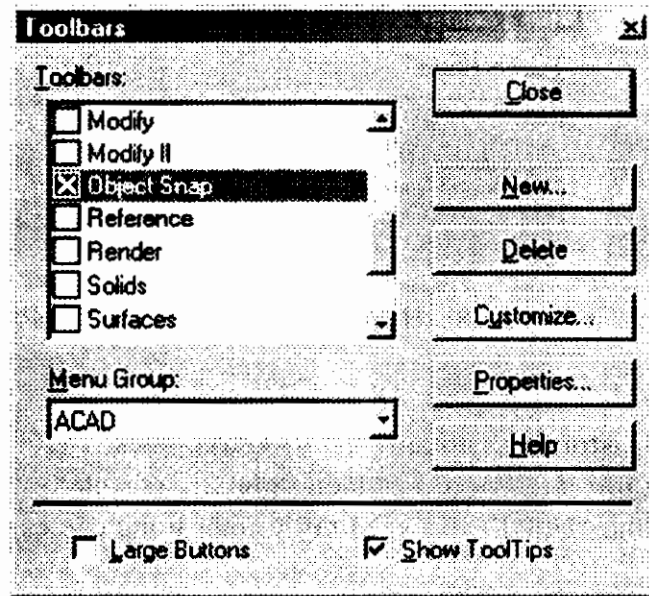 Toolbars
Toolbars:
Modify
Modify II
Object Snap
Reference
Render
Solids
Surfaces
Menu Group:
ACAD
Close
New...
Delete
Customize...
Properties...
Help
Large Buttons
Show ToolTips